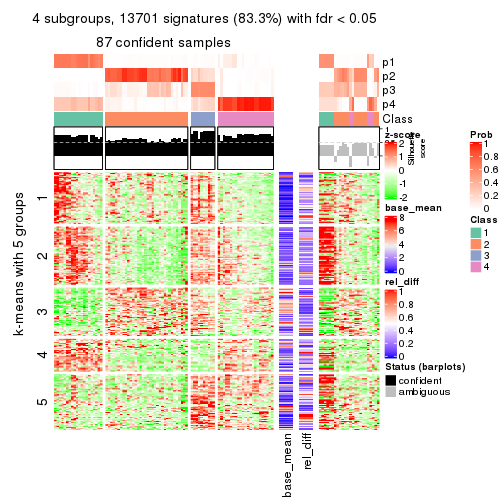 4 subgroups, 13701 signatures (83.3%) with fdr < 0.05
87 confident samples
p1
p2
p3
p4
Class
1
Silhouette
score
z-score
2
1
0
-1
-2
base_mean
8
6
4
2
0
rel_diff
1
0.8
0.6
0.4
0.2
0
Status (barplots)
confident
ambiguous
Prob
1
0.8
0.6
0.4
0.2
0
Class
1
2
3
4
k-means with 5 groups
1
2
3
4
5
base_mean
rel_diff